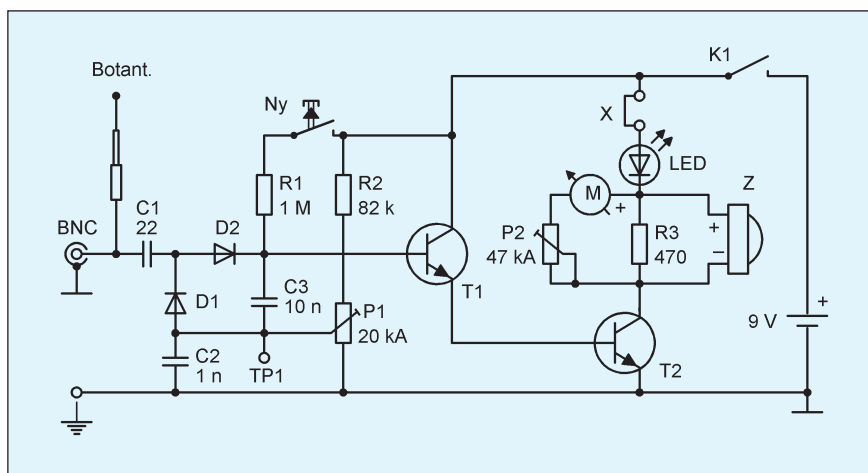 Botant.
BNC
C1
22
D2
Ny
R1
1 M
R2
82 k
D1
C3
10 n
C2
1 n
TP1
P1
20 kA
T1
K1
X
LED
M
+
P2
47 kA
R3
470
Z
+
–
T2
9 V
+